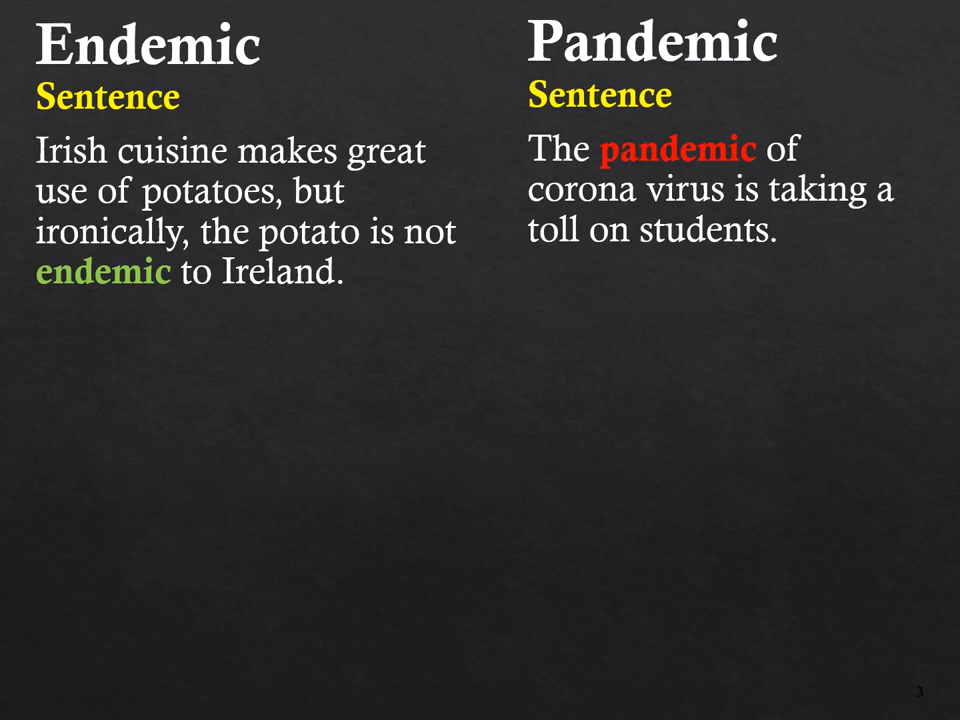 Endemic
Sentence
Irish cuisine makes great
use of potatoes, but
ironically, the potato is not
endemic to Ireland.
Pandemic
Sentence
The pandemic of
corona virus is taking a
toll on students.
3